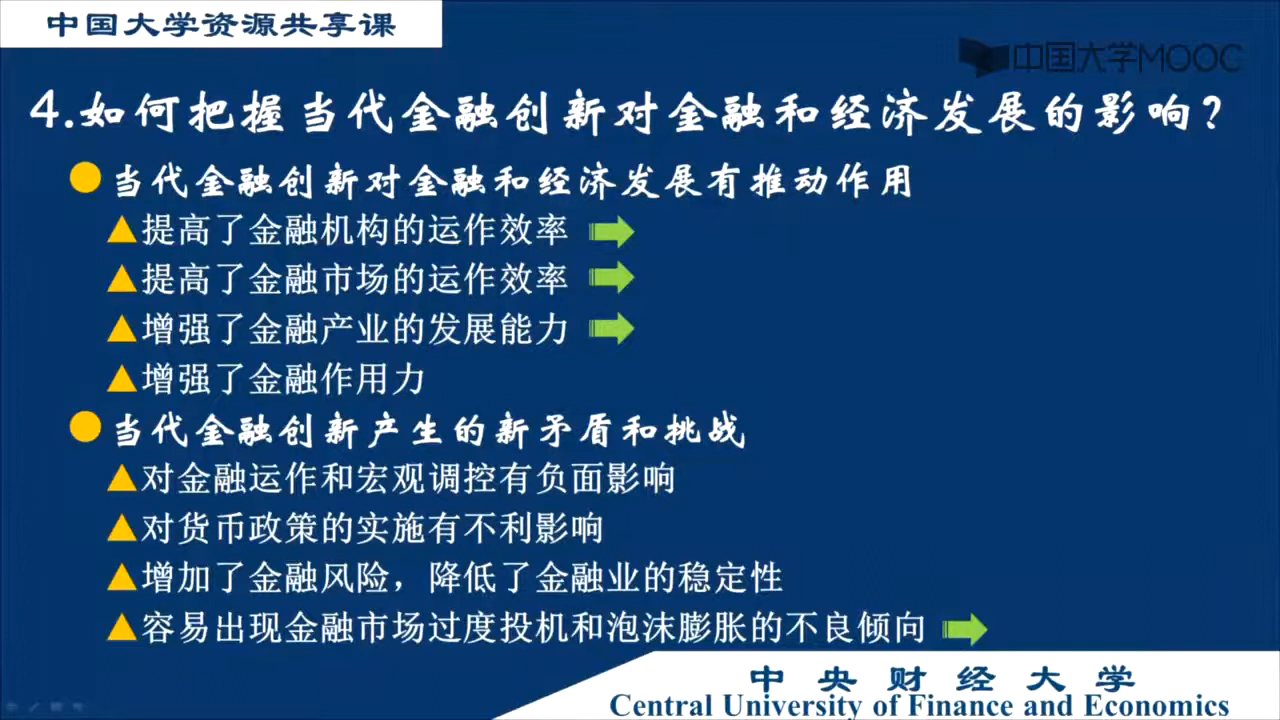 中国大学资源共享课
中国大学MOOC
4.如何把握当代金融创新对金融和经济发展的影响？
当代金融创新对金融和经济发展有推动作用
提高了金融机构的运作效率
提高了金融市场的运作效率
增强了金融产业的发展能力
增强了金融作用力
当代金融创新产生的新矛盾和挑战
对金融运作和宏观调控有负面影响
对货币政策的实施有不利影响
增加了金融风险，降低了金融业的稳定性
容易出现金融市场过度投机和泡沫膨胀的不良倾向
中央财经大学
Central University of Finance and Economics